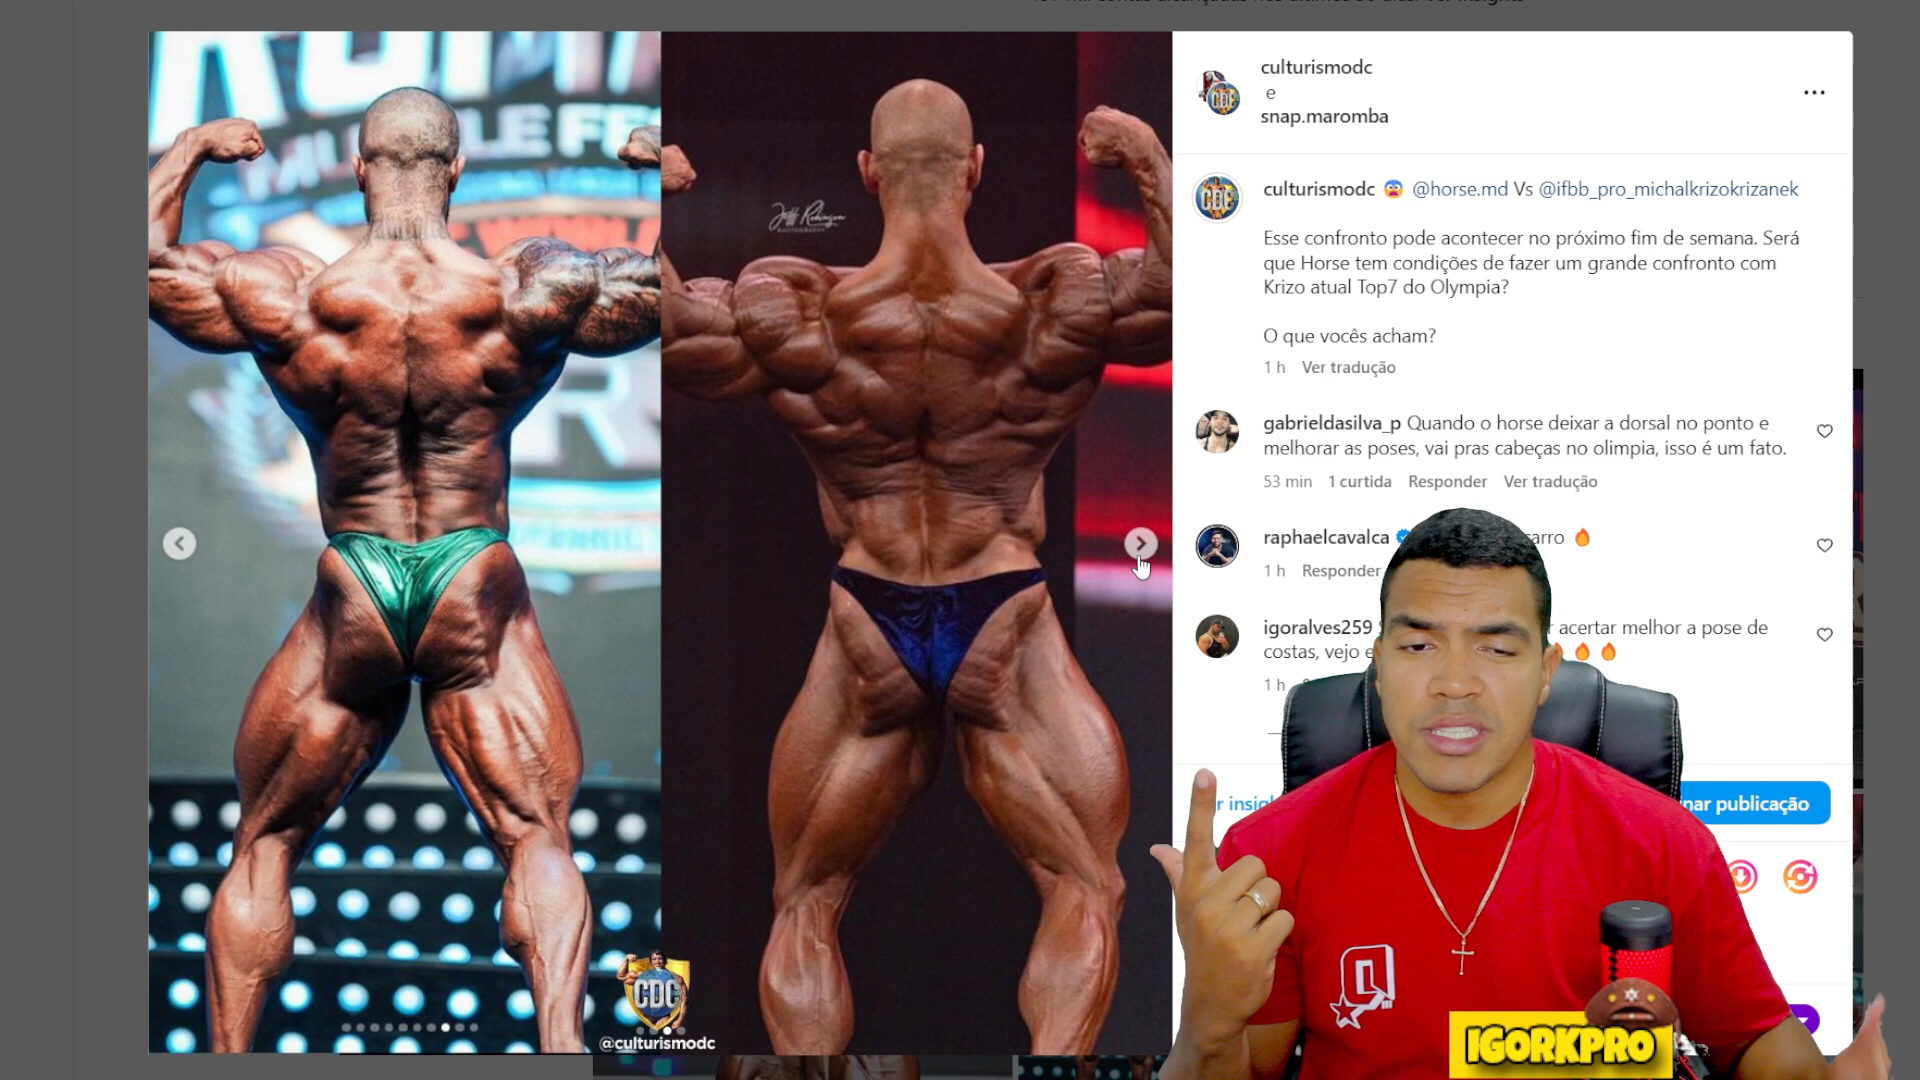 MUSCLE FE
culturismodc
e
snap.maromba
culturismodc @horse.md Vs @ifbb_pro_michalkrizokrizanek
Esse confronto pode acontecer no próximo fim de semana. Será
que Horse tem condições de fazer um grande confronto com
Krizo atual Top7 do Olympia?
O que vocês acham?
1 h Ver tradução
gabrieldasilva_p Quando o horse deixar a dorsal no ponto e
melhorar as poses, vai pras cabeças no olimpia, isso é um fato.
53 min 1 curtida Responder Ver tradução
raphaelcavalca arro
1 h Responder
igoralves259 r acertar melhor a pose de
costas, vejo e
1 h
r insig
nar publicação
CDC
@culturismodc
IGORKPRO